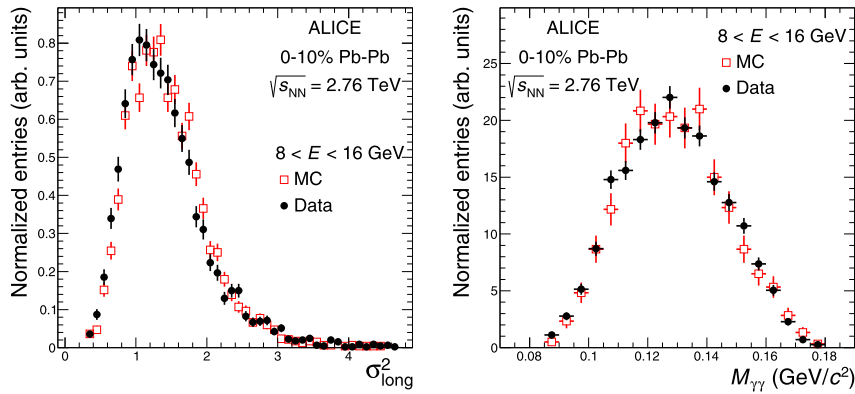 Normalized entries (arb. units)
0.8
0.7
0.6
0.5
0.4
0.3
0.2
0.1
0
ALICE
0-10% Pb-Pb
√sNN = 2.76 TeV
8 < E < 16 GeV
MC
Data
0 1 2 3 4
σ²long
Normalized entries (arb. units)
25
20
15
10
5
0
ALICE
0-10% Pb-Pb
√sNN = 2.76 TeV
8 < E < 16 GeV
MC
Data
0.08 0.1 0.12 0.14 0.16 0.18
Mγγ (GeV/c²)